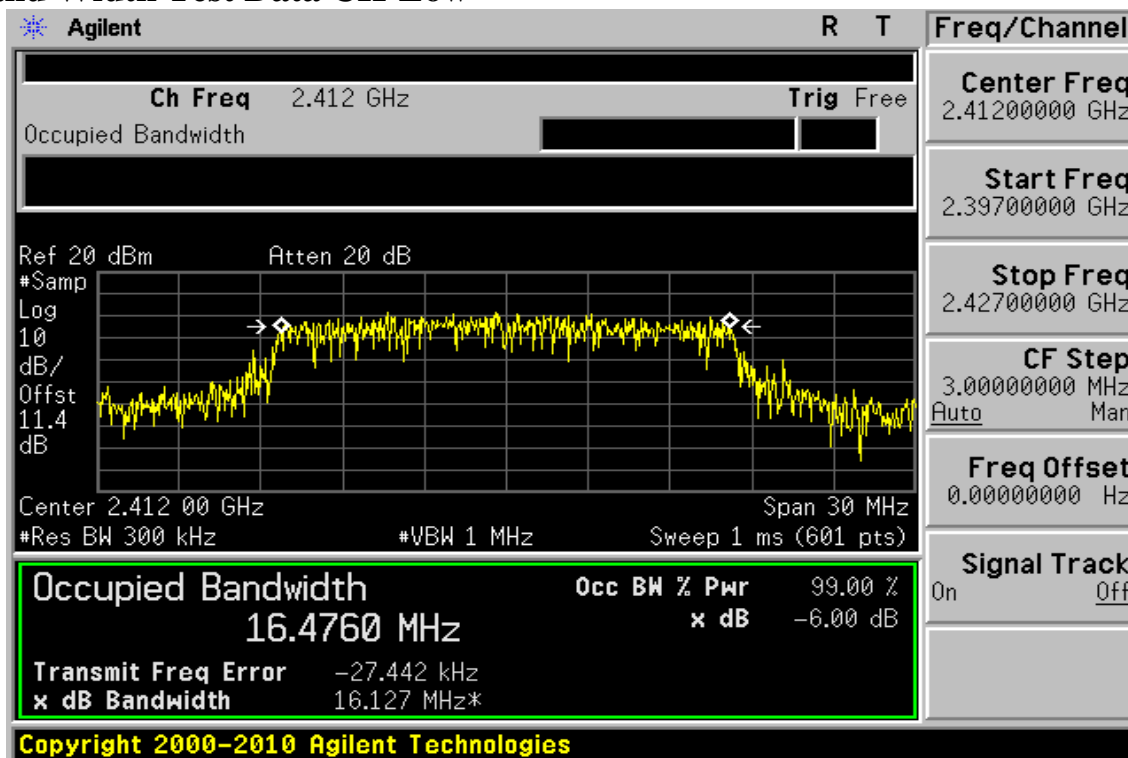 Agilent R T
Ch Freq 2.412 GHz Trig Free
Occupied Bandwidth
Ref 20 dBm Atten 20 dB
#Samp
Log
10
dB/
Offst
11.4
dB
Center 2.412 00 GHz Span 30 MHz
#Res BW 300 kHz #VBW 1 MHz Sweep 1 ms (601 pts)
Occupied Bandwidth
16.4760 MHz
Occ BW % Pwr 99.00 %
x dB -6.00 dB
Transmit Freq Error -27.442 kHz
x dB Bandwidth 16.127 MHz*
Copyright 2000-2010 Agilent Technologies
Freq/Channel
Center Freq
2.41200000 GHz
Start Freq
2.39700000 GHz
Stop Freq
2.42700000 GHz
CF Step
3.00000000 MHz
Auto Man
Freq Offset
0.00000000 Hz
Signal Track
On Off